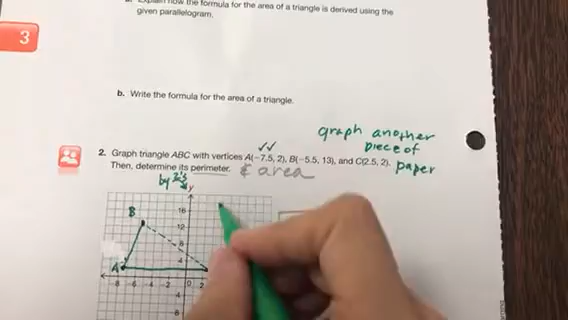 a. Explain how the formula for the area of a triangle is derived using the
given parallelogram.
3
b. Write the formula for the area of a triangle.
graph another
piece of
paper
2. Graph triangle ABC with vertices A(−7.5, 2), B(−5.5, 13), and C(2.5, 2).
Then, determine its perimeter. & area
by 2's
y
B
16
12
8
4
A
-8 -6 -4 -2 0 2
4
8